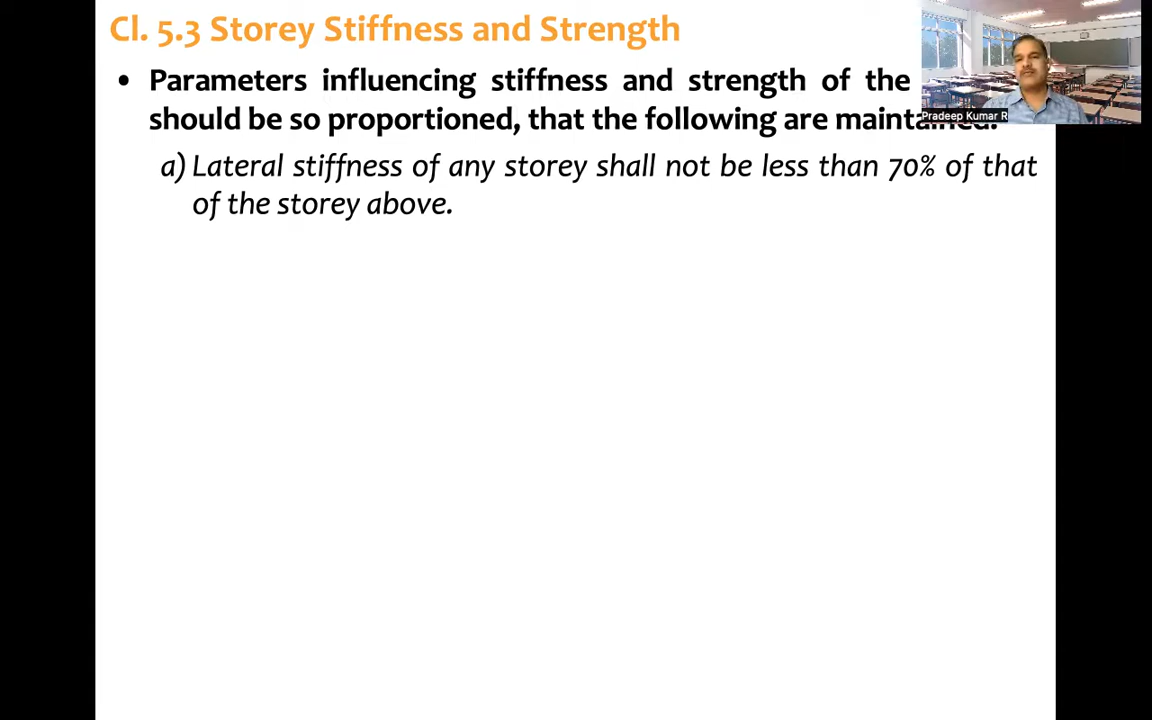 Cl. 5.3 Storey Stiffness and Strength
• Parameters influencing stiffness and strength of the
should be so proportioned, that the following are maintained.
a) Lateral stiffness of any storey shall not be less than 70% of that
of the storey above.
Pradeep Kumar R